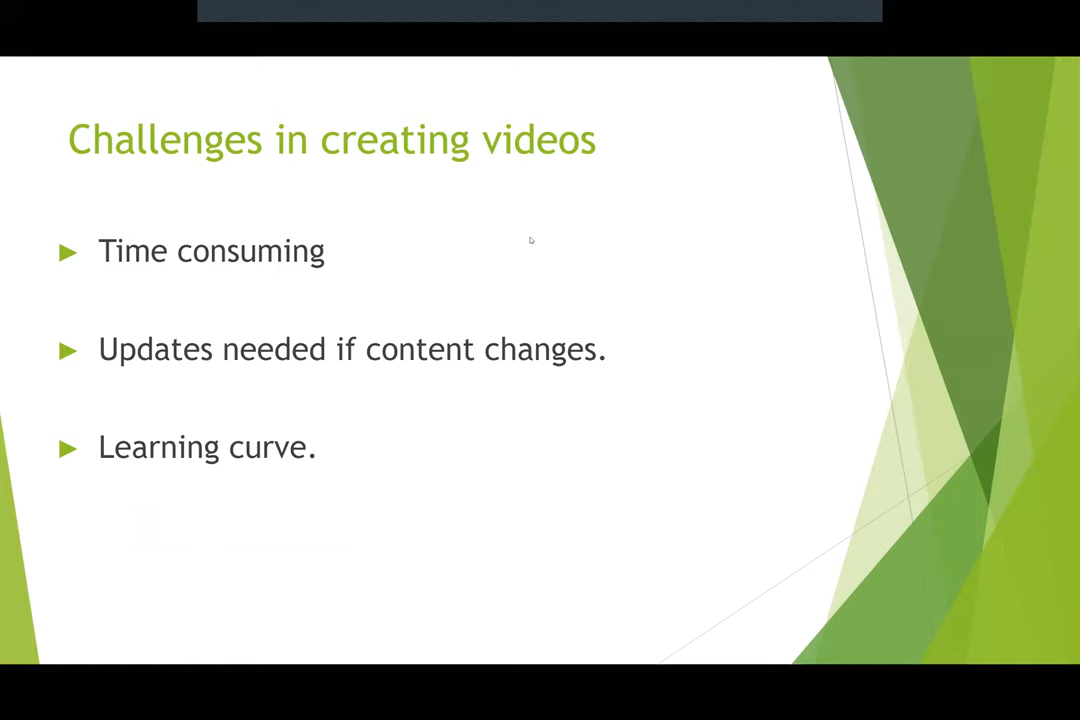 Challenges in creating videos
Time consuming
Updates needed if content changes.
Learning curve.